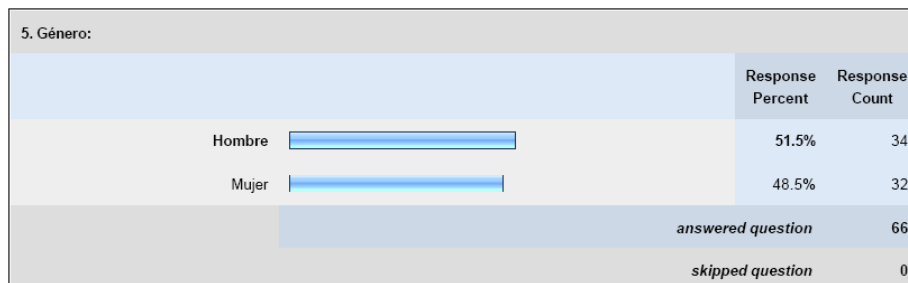 5. Género:
Response Percent
Response Count
Hombre 51.5% 34
Mujer 48.5% 32
answered question 66
skipped question 0